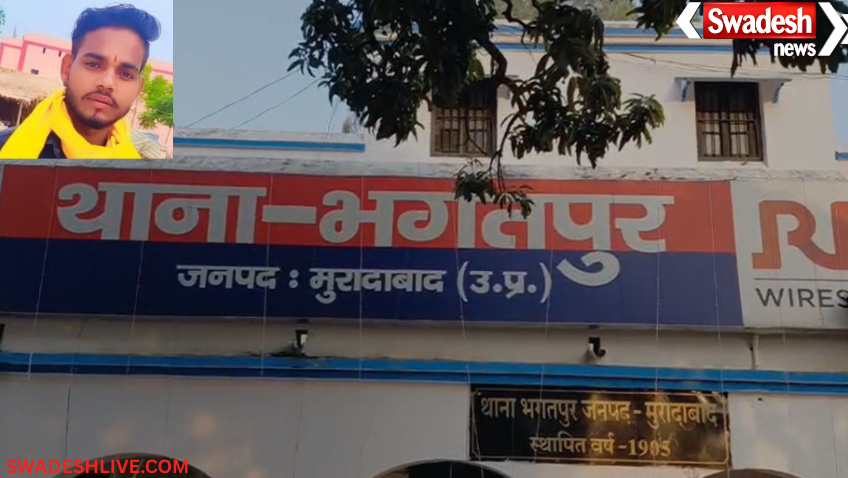 Swadesh
news
थाना-भगतपुर
जनपद : मुरादाबाद (उ.प्र.)
WIRES
थाना भगतपुर जनपद-मुरादाबाद
स्थापित वर्ष -1905
SWADESHLIVE.COM